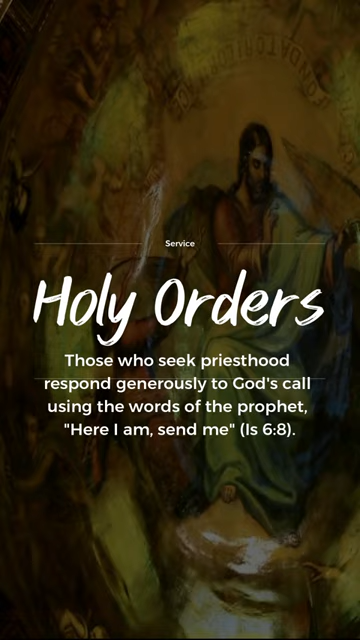 Service
Holy Orders
Those who seek priesthood
respond generously to God's call
using the words of the prophet,
"Here I am, send me" (Is 6:8).